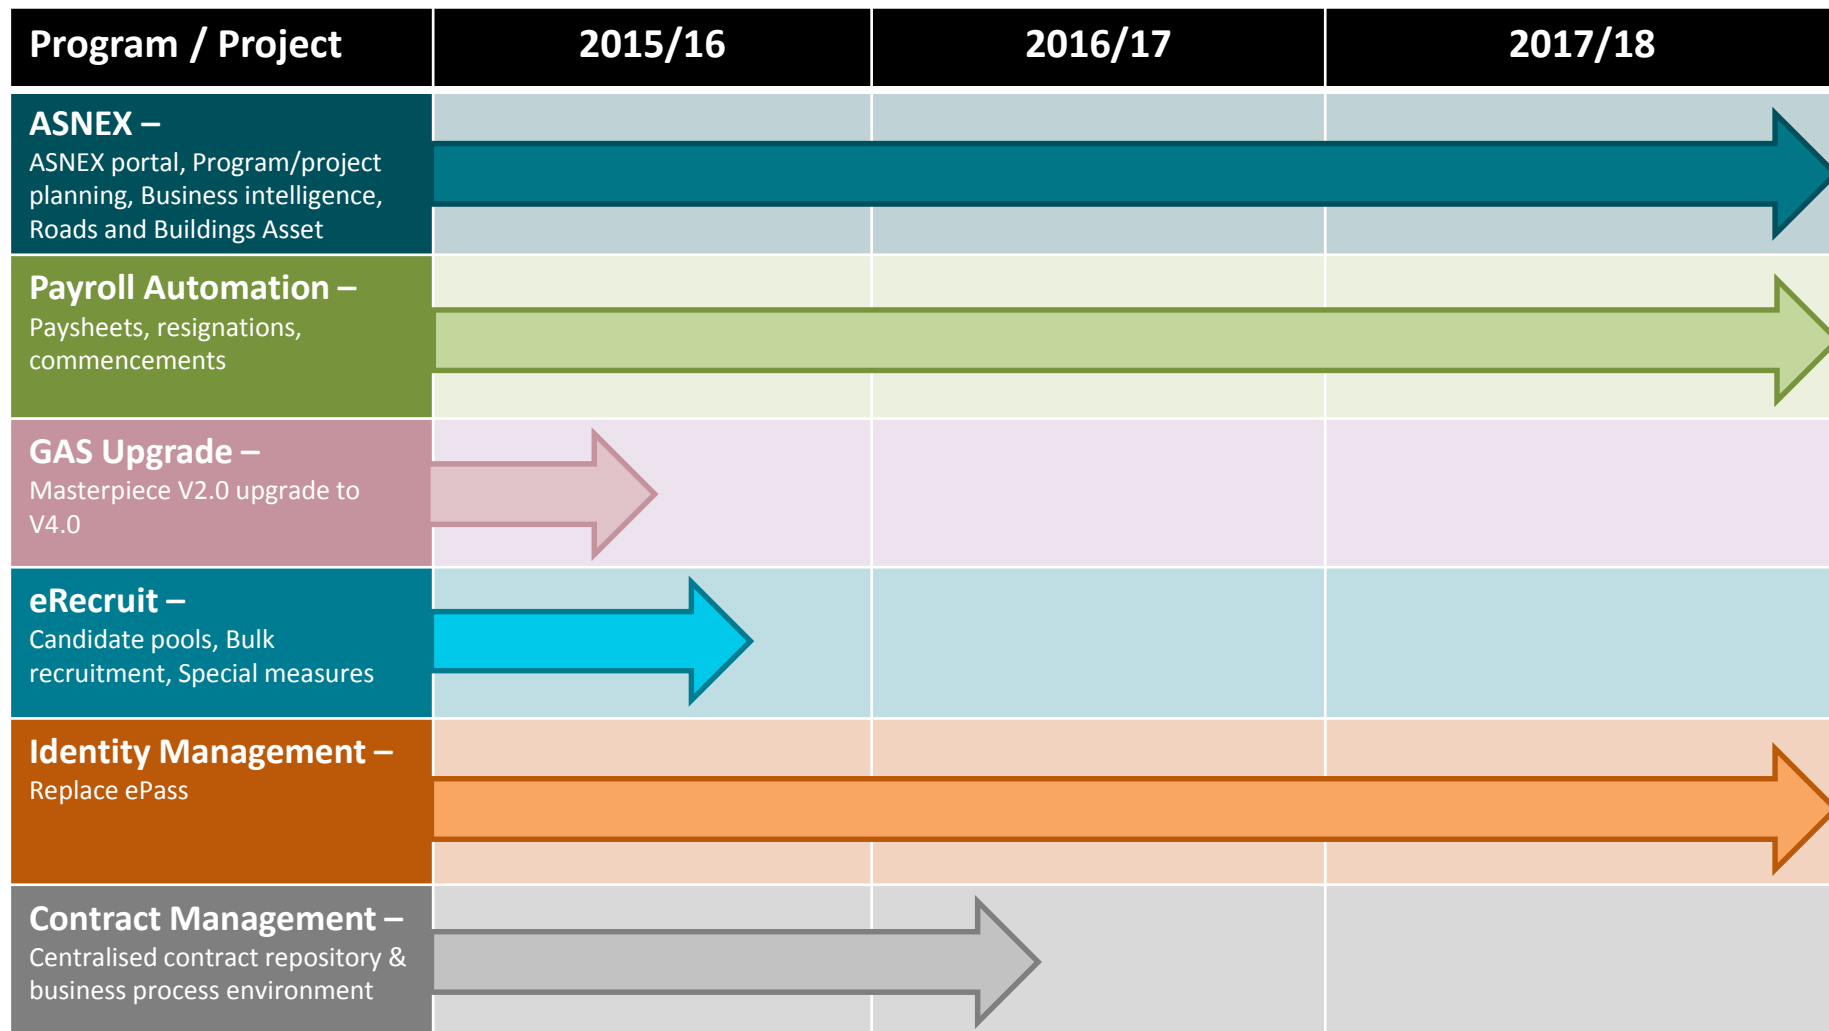 Program / Project
2015/16
2016/17
2017/18
ASNEX –
ASNEX portal, Program/project
planning, Business intelligence,
Roads and Buildings Asset
Payroll Automation –
Paysheets, resignations,
commencements
GAS Upgrade –
Masterpiece V2.0 upgrade to
V4.0
eRecruit –
Candidate pools, Bulk
recruitment, Special measures
Identity Management –
Replace ePass
Contract Management –
Centralised contract repository &
business process environment